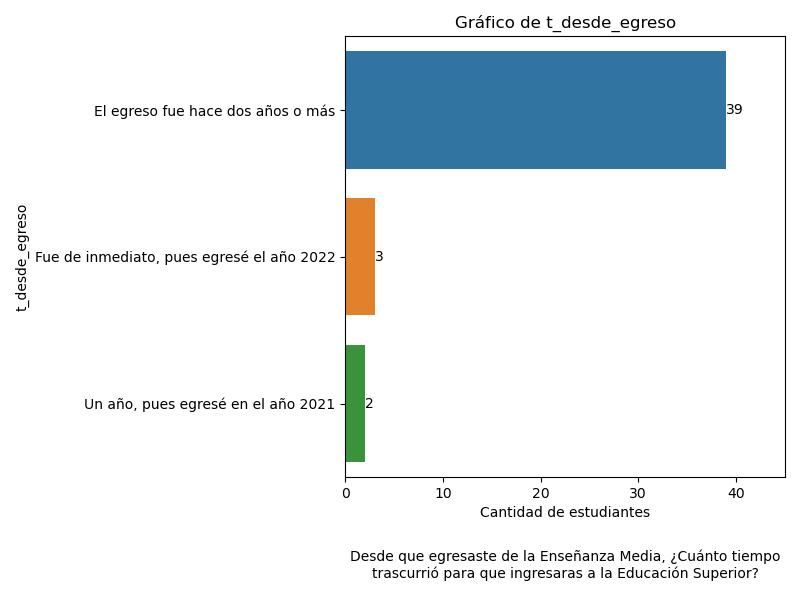 Gráfico de t_desde_egreso
El egreso fue hace dos años o más
39
t_desde_egreso
Fue de inmediato, pues egresé el año 2022
3
Un año, pues egresé en el año 2021
2
0 10 20 30 40
Cantidad de estudiantes
Desde que egresaste de la Enseñanza Media, ¿Cuánto tiempo
trascurrió para que ingresaras a la Educación Superior?